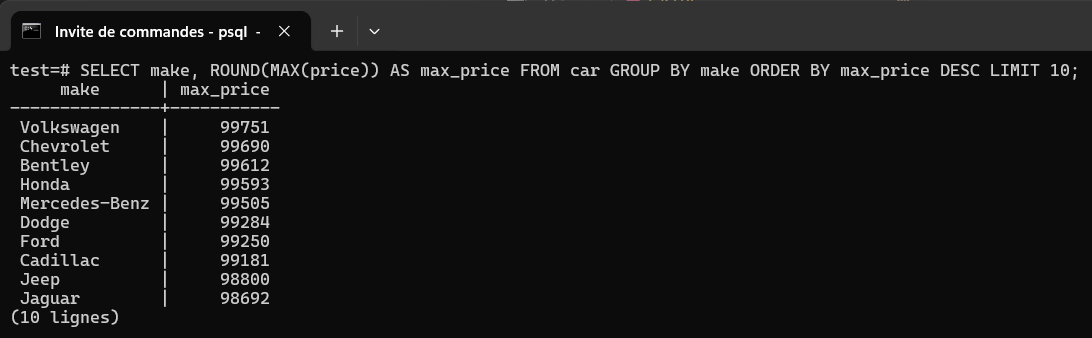 Invite de commandes - psql -
test=# SELECT make, ROUND(MAX(price)) AS max_price FROM car GROUP BY make ORDER BY max_price DESC LIMIT 10;
     make      | max_price
---------------+-----------
 Volkswagen    |     99751
 Chevrolet     |     99690
 Bentley       |     99612
 Honda         |     99593
 Mercedes-Benz |     99505
 Dodge         |     99284
 Ford          |     99250
 Cadillac      |     99181
 Jeep          |     98800
 Jaguar        |     98692
(10 lignes)